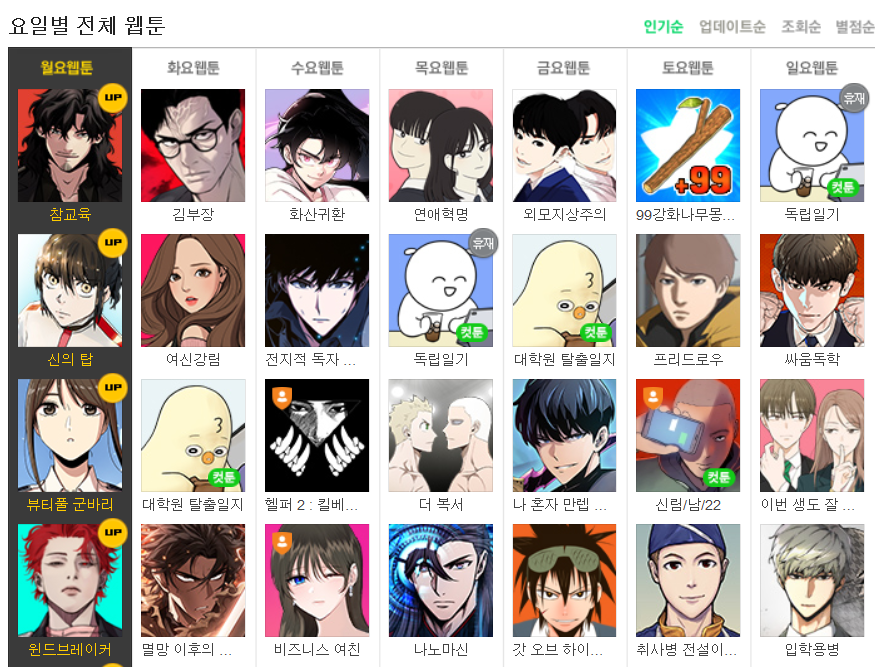 요일별 전체 웹툰
인기순 업데이트순 조회순 별점순
월요웹툰 화요웹툰 수요웹툰 목요웹툰 금요웹툰 토요웹툰 일요웹툰
UP 휴재
+99 컷툰
참교육 김부장 화산귀환 연애혁명 외모지상주의 99강화나무몽... 독립일기
UP 휴재
컷툰 컷툰
신의 탑 여신강림 전지적 독자 ... 독립일기 대학원 탈출일지 프리드로우 싸움독학
UP
컷툰 컷툰
뷰티풀 군바리 대학원 탈출일지 헬퍼 2 : 킬베... 더 복서 나 혼자 만렙 ... 신림/남/22 이번 생도 잘 ...
UP
윈드브레이커 멸망 이후의 ... 비즈니스 여친 나노마신 갓 오브 하이... 취사병 전설이... 입학용병